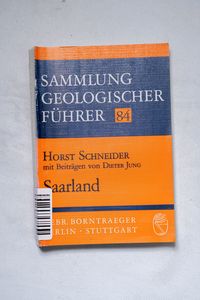 SAMMLUNG
GEOLOGISCHER
FÜHRER 84
HORST SCHNEIDER
mit Beiträgen von DIETER JUNG
Saarland
BR. BORNTRAEGER
RLIN · STUTTGART